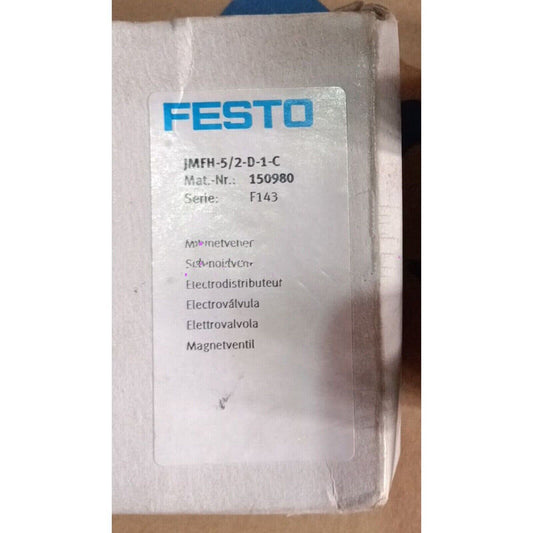 FESTO
JMFH-5/2-D-1-C
Mat.-Nr.: 150980
Serie: F143
Electrodistributeur
Electroválvula
Elettrovalvola
Magnetventil